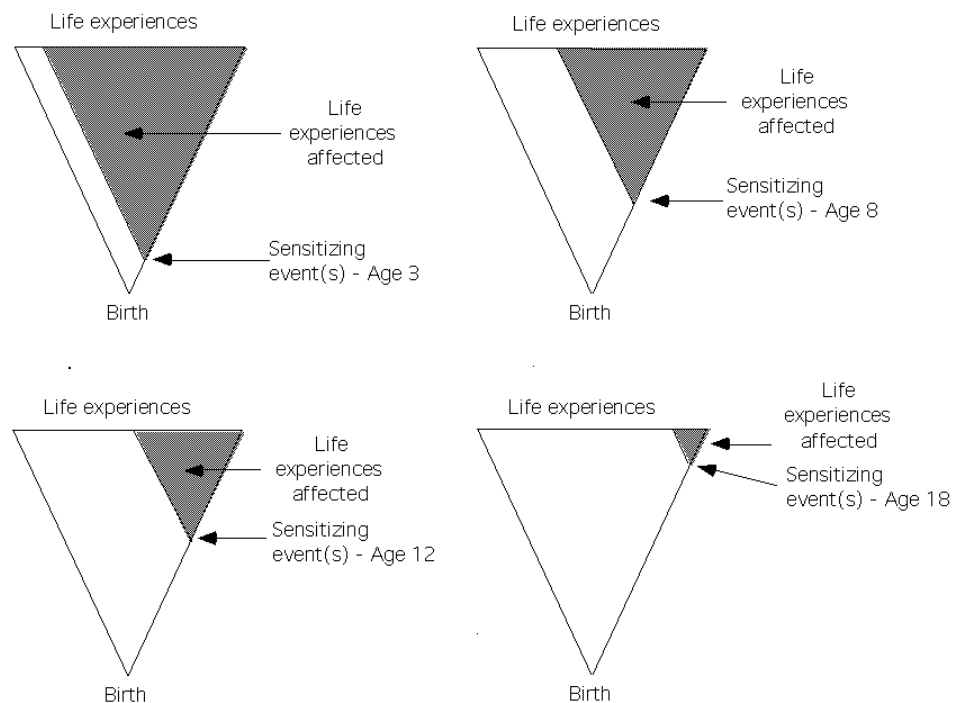 Life experiences
Life
experiences
affected
Sensitizing
event(s) - Age 3
Birth
Life experiences
Life
experiences
affected
Sensitizing
event(s) - Age 8
Birth
Life experiences
Life
experiences
affected
Sensitizing
event(s) - Age 12
Birth
Life experiences
Life
experiences
affected
Sensitizing
event(s) - Age 18
Birth